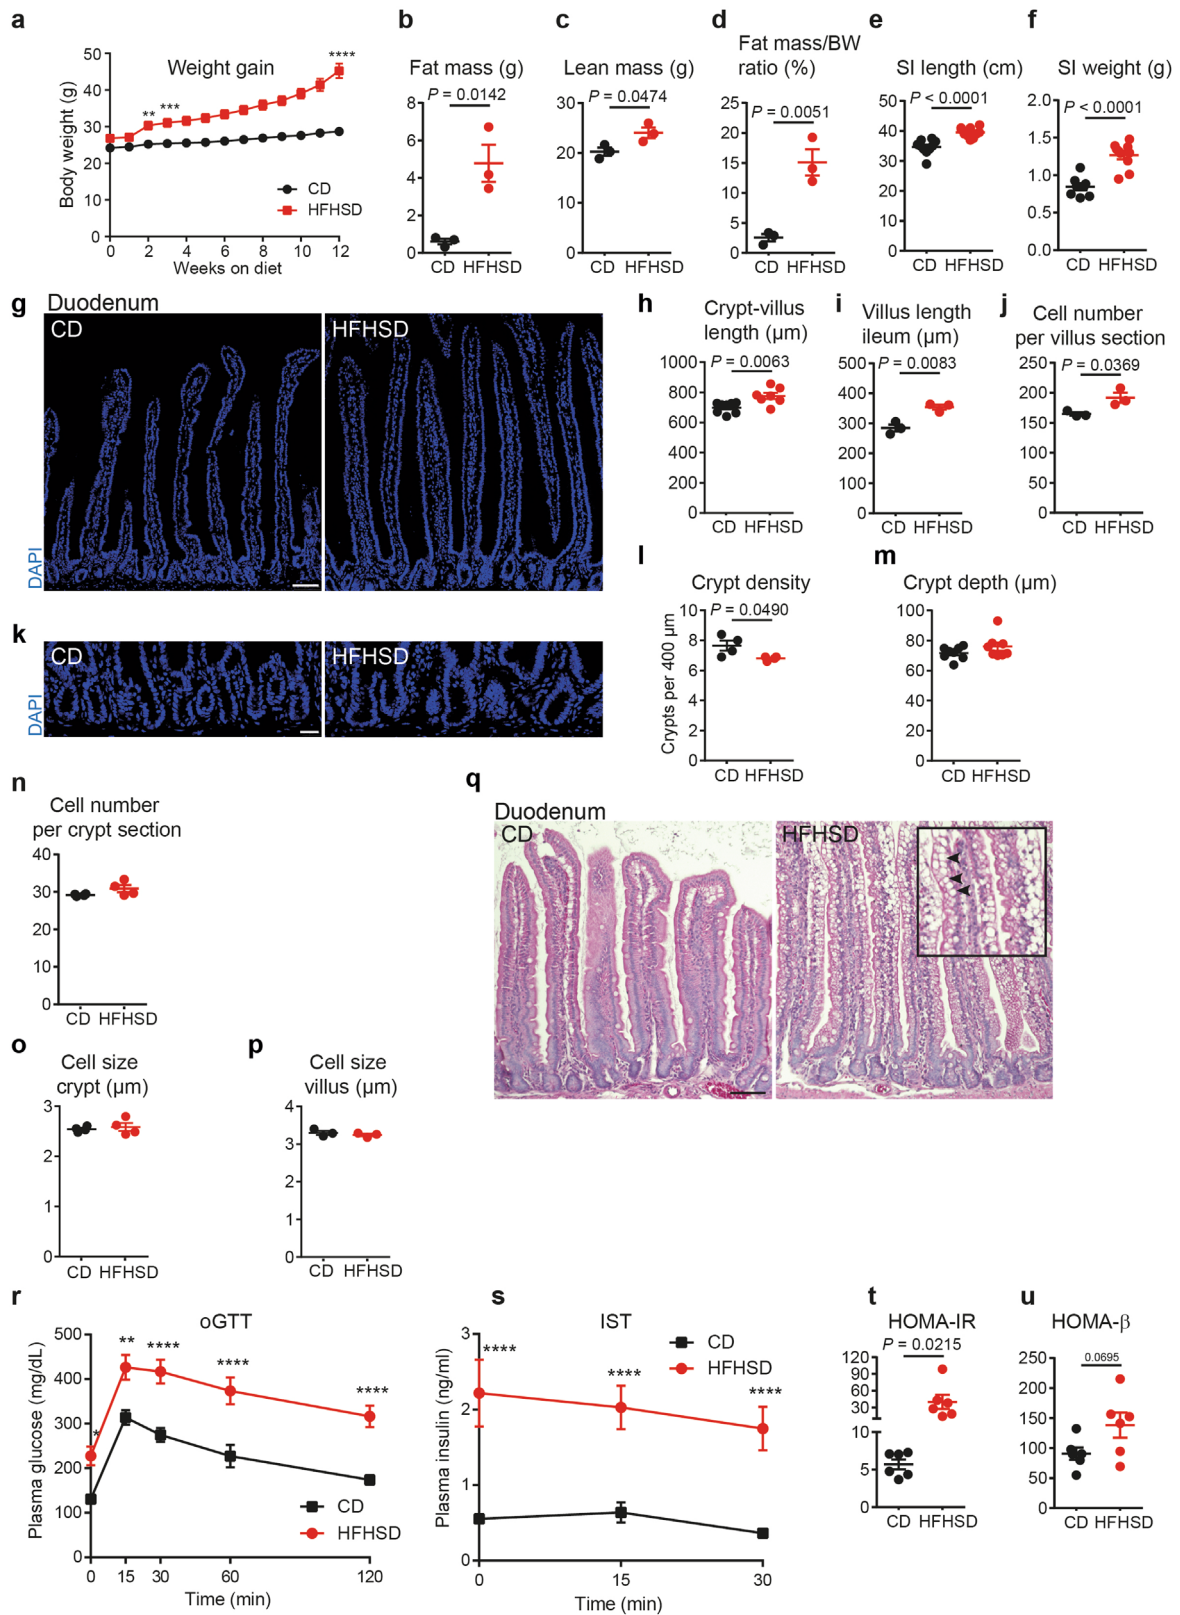 a
Weight gain
Body weight (g)
50
40
30
20
10
0
** *** ****
CD
HFHSD
0 2 4 6 8 10 12
Weeks on diet
b
Fat mass (g)
P = 0.0142
8
6
4
2
0
CD HFHSD
c
Lean mass (g)
P = 0.0474
30
20
10
0
CD HFHSD
d
Fat mass/BW
ratio (%)
P = 0.0051
25
20
15
10
5
0
CD HFHSD
e
SI length (cm)
P < 0.0001
50
40
30
20
10
0
CD HFHSD
f
SI weight (g)
P < 0.0001
2.0
1.5
1.0
0.5
0.0
CD HFHSD
g
Duodenum
CD
HFHSD
DAPI
h
Crypt-villus
length (µm)
P = 0.0063
1000
800
600
400
200
0
CD HFHSD
i
Villus length
ileum (µm)
P = 0.0083
500
400
300
200
100
0
CD HFHSD
j
Cell number
per villus section
P = 0.0369
250
200
150
100
50
0
CD HFHSD
k
CD
HFHSD
DAPI
l
Crypt density
P = 0.0490
Crypts per 400 µm
10
8
6
4
2
0
CD HFHSD
m
Crypt depth (µm)
100
80
60
40
20
0
CD HFHSD
n
Cell number
per crypt section
40
30
20
10
0
CD HFHSD
o
Cell size
crypt (µm)
3
2
1
0
CD HFHSD
p
Cell size
villus (µm)
4
3
2
1
0
CD HFHSD
q
Duodenum
CD
HFHSD
r
oGTT
Plasma glucose (mg/dL)
500
400
300
200
100
0
* ** **** **** ****
CD
HFHSD
0 15 30 60 120
Time (min)
s
IST
Plasma insulin (ng/ml)
3
2
1
0
**** **** ****
CD
HFHSD
0 15 30
Time (min)
t
HOMA-IR
P = 0.0215
120
90
60
30
10
5
0
CD HFHSD
u
HOMA-β
0.0695
250
200
150
100
50
0
CD HFHSD